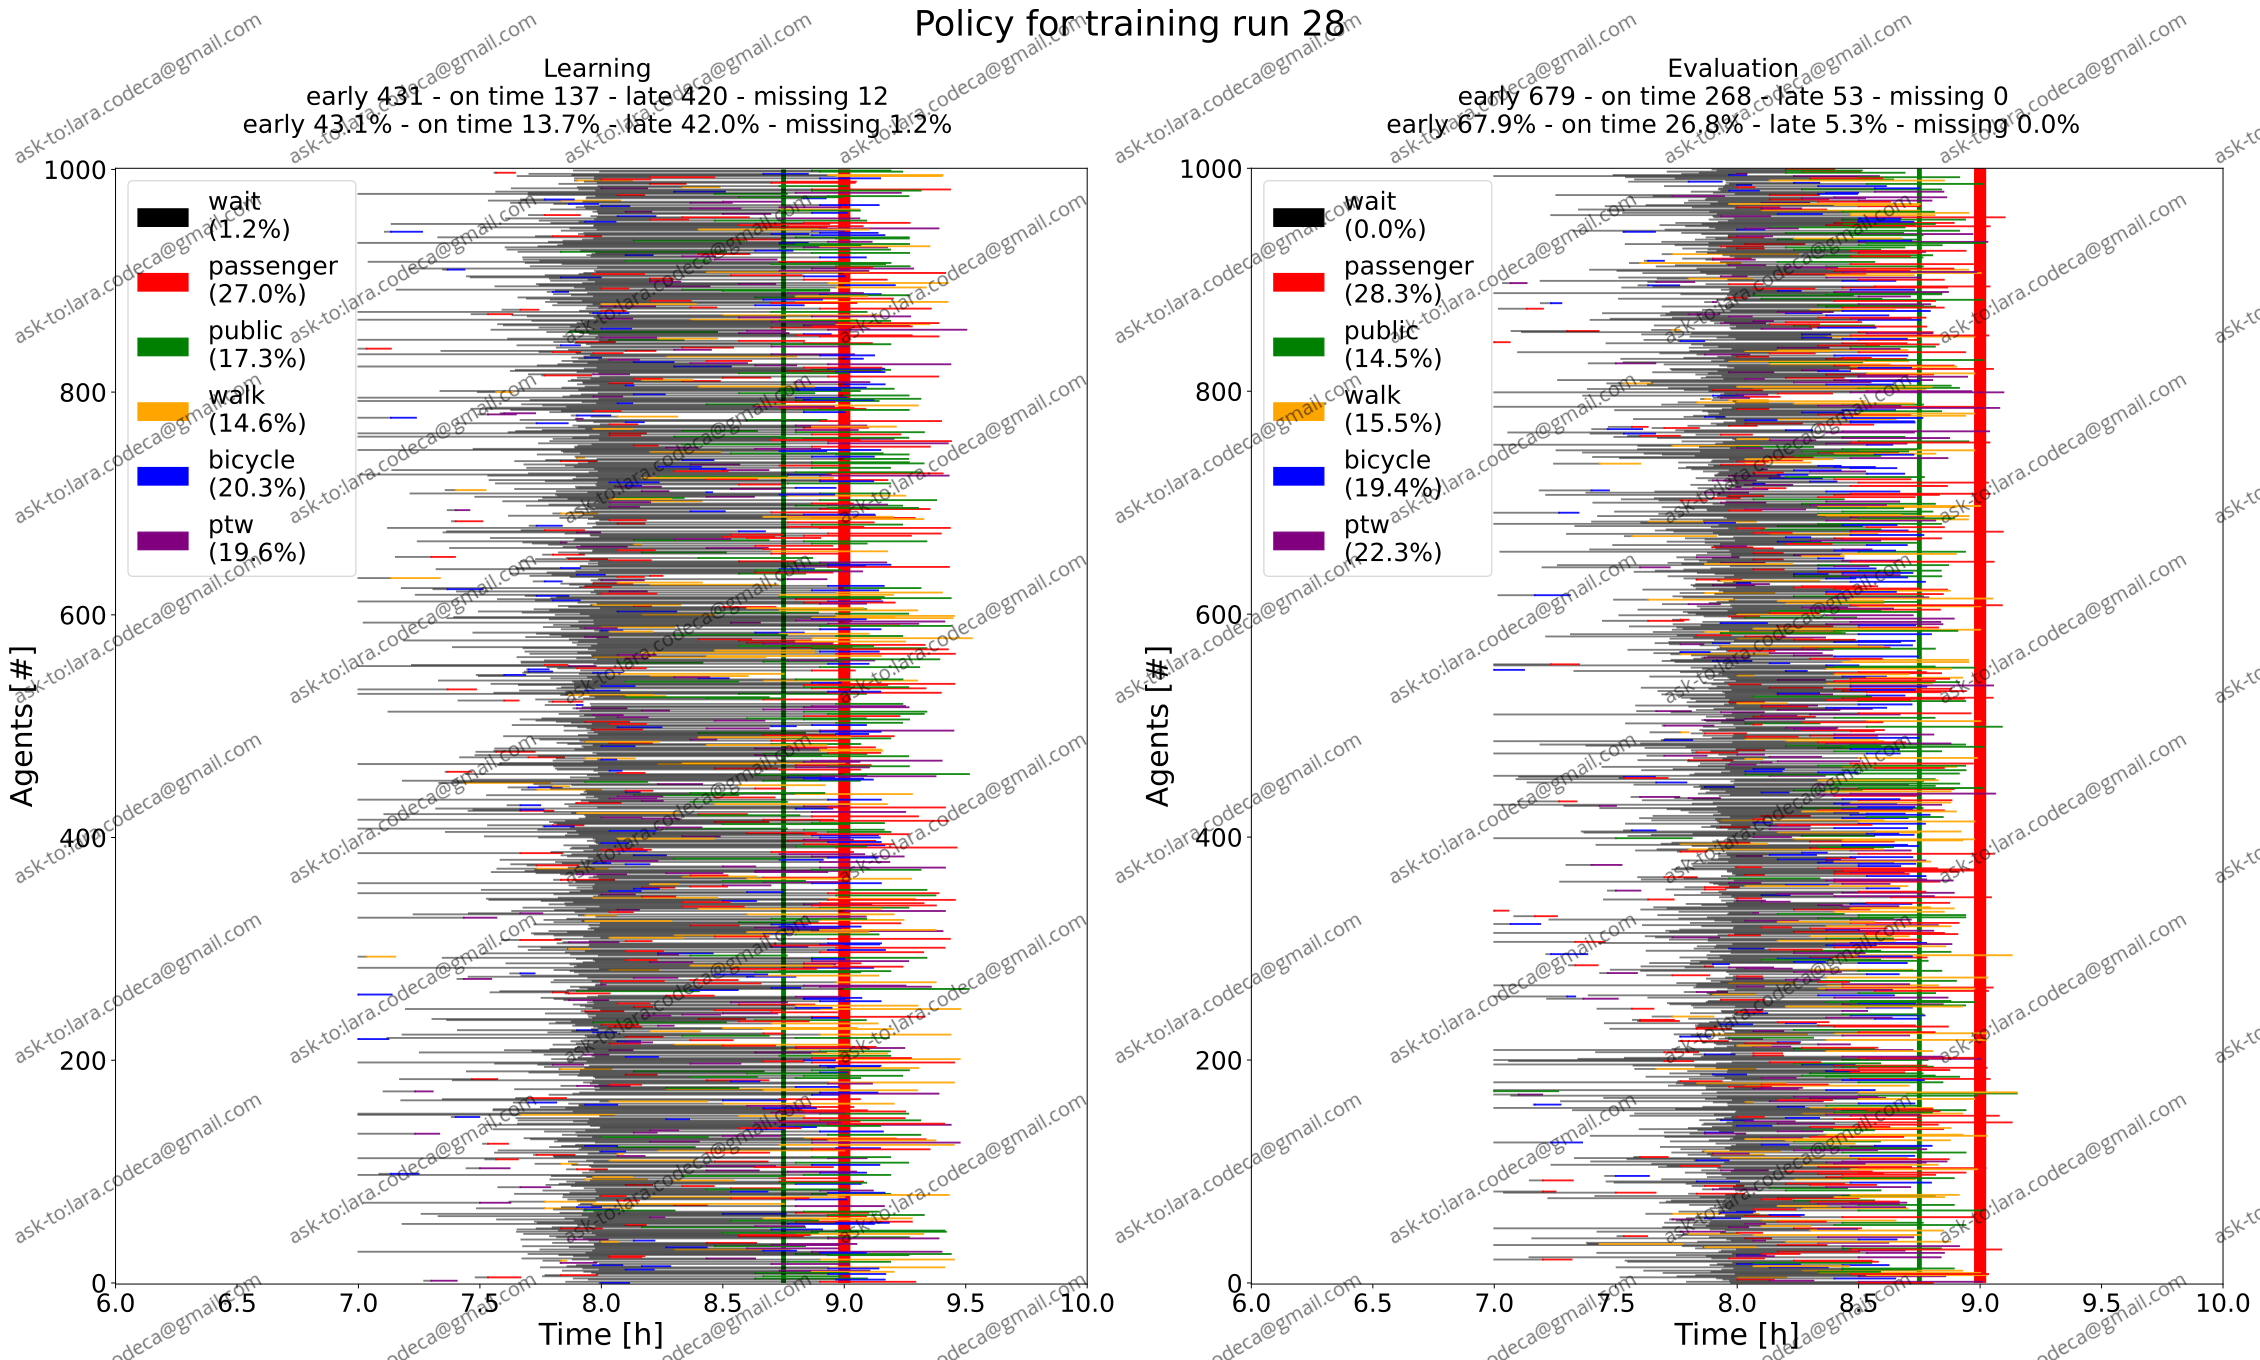 Policy for training run 28
Learning
early 431 - on time 137 - late 420 - missing 12
early 43.1% - on time 13.7% - late 42.0% - missing 1.2%
1000
800
600
400
200
0
Agents [#]
wait
(1.2%)
passenger
(27.0%)
public
(17.3%)
walk
(14.6%)
bicycle
(20.3%)
ptw
(19.6%)
6.0 6.5 7.0 7.5 8.0 8.5 9.0 9.5 10.0
Time [h]
Evaluation
early 679 - on time 268 - late 53 - missing 0
early 67.9% - on time 26.8% - late 5.3% - missing 0.0%
1000
800
600
400
200
0
Agents [#]
wait
(0.0%)
passenger
(28.3%)
public
(14.5%)
walk
(15.5%)
bicycle
(19.4%)
ptw
(22.3%)
6.0 6.5 7.0 7.5 8.0 8.5 9.0 9.5 10.0
Time [h]
ask-to:lara.codeca@gmail.com